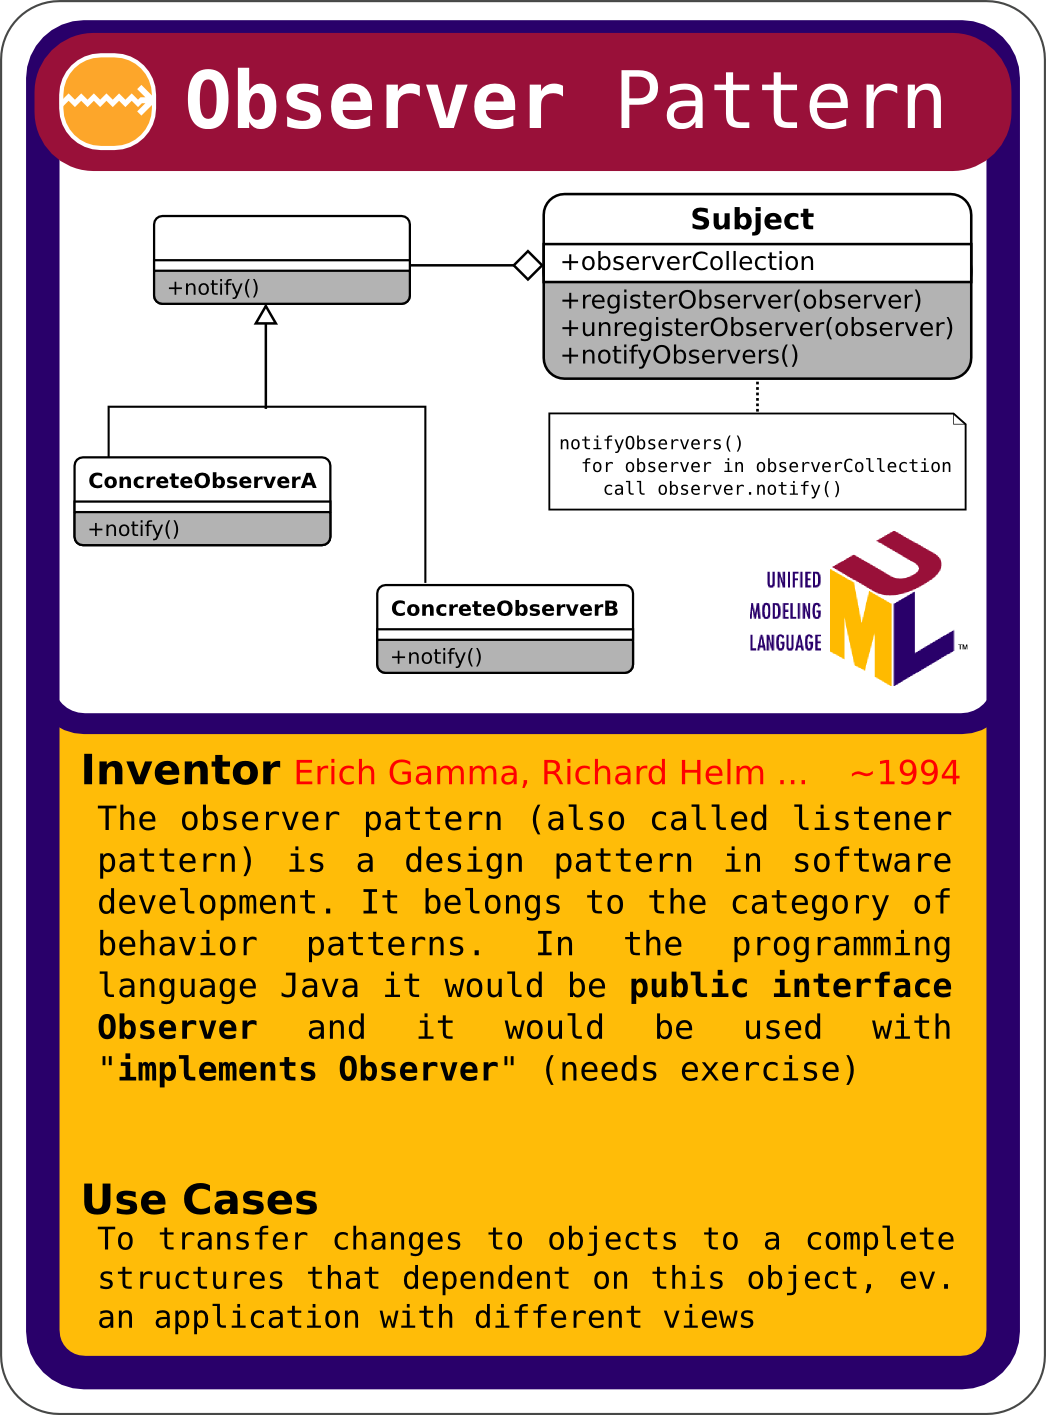 Observer Pattern
+notify()
Subject
+observerCollection
+registerObserver(observer)
+unregisterObserver(observer)
+notifyObservers()
notifyObservers()
for observer in observerCollection
call observer.notify()
ConcreteObserverA
+notify()
ConcreteObserverB
+notify()
UNIFIED
MODELING
LANGUAGE
UML
TM
Inventor Erich Gamma, Richard Helm ... ~1994
The observer pattern (also called listener
pattern) is a design pattern in software
development. It belongs to the category of
behavior patterns. In the programming
language Java it would be public interface
Observer and it would be used with
"implements Observer" (needs exercise)
Use Cases
To transfer changes to objects to a complete
structures that dependent on this object, ev.
an application with different views